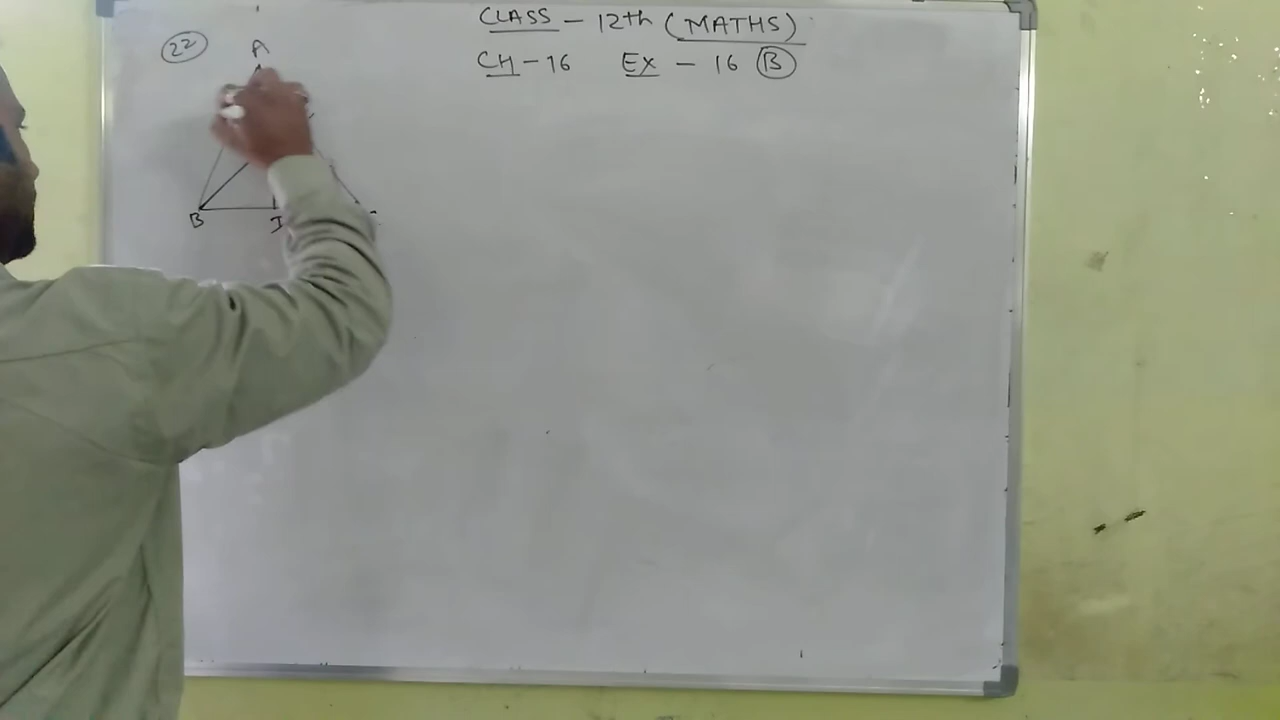 CLASS - 12th (MATHS)
CH - 16 EX - 16 (B)
(22)
A
B